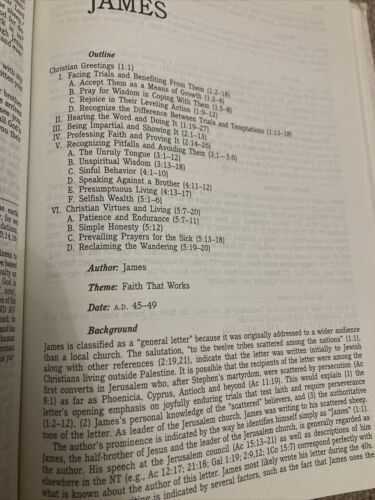 JAMES
Outline
Christian Greetings (1:1)
I. Facing Trials and Benefiting From Them (1:2-18)
A. Accept Them as a Means of Growth (1:2-4)
B. Pray for Wisdom in Coping With Them (1:5-8)
C. Rejoice in Their Leveling Action (1:9-12)
D. Recognize the Difference Between Trials and Temptations (1:13-18)
II. Hearing the Word and Doing It (1:19-27)
III. Being Impartial and Showing It (2:1-13)
IV. Professing Faith and Proving It (2:14-26)
V. Recognizing Pitfalls and Avoiding Them (3:1—5:6)
A. The Unruly Tongue (3:1-12)
B. Unspiritual Wisdom (3:13-18)
C. Sinful Behavior (4:1-10)
D. Speaking Against a Brother (4:11-12)
E. Presumptuous Living (4:13-17)
F. Selfish Wealth (5:1-6)
VI. Christian Virtues and Living (5:7-20)
A. Patience and Endurance (5:7-11)
B. Simple Honesty (5:12)
C. Prevailing Prayers for the Sick (5:13-18)
D. Reclaiming the Wandering (5:19-20)
Author: James
Theme: Faith That Works
Date: A.D. 45-49
Background
James is classified as a "general letter" because it was originally addressed to a wider audience
than a local church. The salutation, "to the twelve tribes scattered among the nations" (1:1),
along with other references (2:19,21), indicate that the letter was written initially to Jewish
Christians living outside Palestine. It is possible that the recipients of the letter were among the
first converts in Jerusalem who, after Stephen's martyrdom, were scattered by persecution (Ac
8:1) as far as Phoenicia, Cyprus, Antioch and beyond (Ac 11:19). This would explain (1) the
letter's opening emphasis on joyfully enduring trials that test faith and require perseverance
(1:2-12), (2) James's personal knowledge of the "scattered" believers, and (3) the authoritative
tone of the letter. As leader of the Jerusalem church, James was writing to his scattered sheep.
The author's prominence is indicated by the way he identifies himself simply as "James" (1:1).
James, the half-brother of Jesus and the leader of the Jerusalem church, is generally regarded as
the author. His speech at the Jerusalem council (Ac 15:13-21) as well as descriptions of him
elsewhere in the NT (e.g., Ac 12:17; 21:18; Gal 1:19; 2:9,12; 1Co 15:7) correspond perfectly with
what is known about the author of this letter. James most likely wrote his letter during the 40s.
is indicated by several factors, such as the fact that James uses the